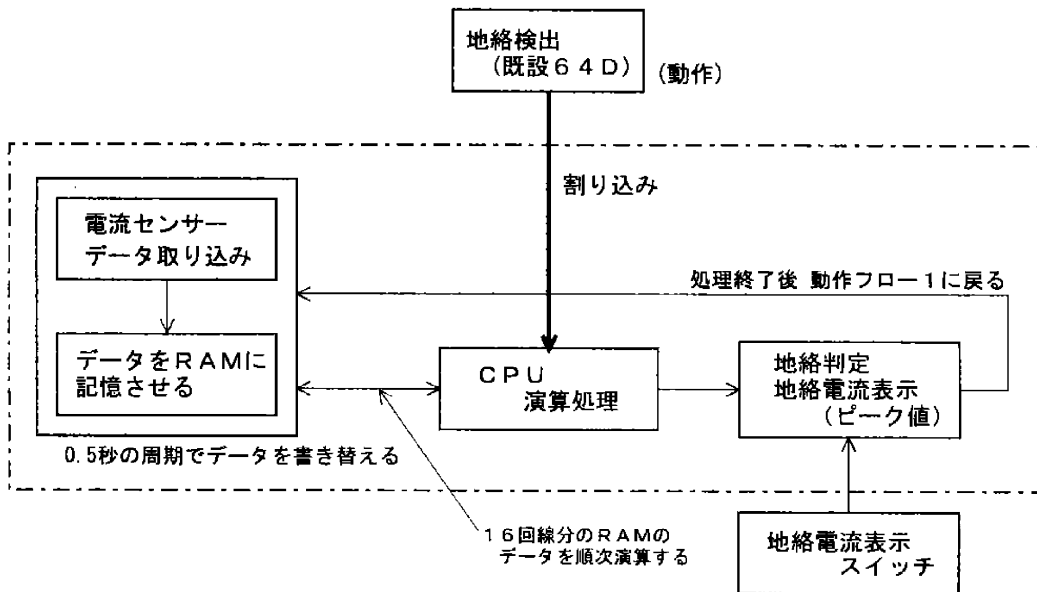 地絡検出
(既設64D)
(動作)
割り込み
電流センサー
データ取り込み
処理終了後 動作フロー1に戻る
データをRAMに
記憶させる
CPU
演算処理
地絡判定
地絡電流表示
(ピーク値)
0.5秒の周期でデータを書き替える
16回線分のRAMの
データを順次演算する
地絡電流表示
スイッチ